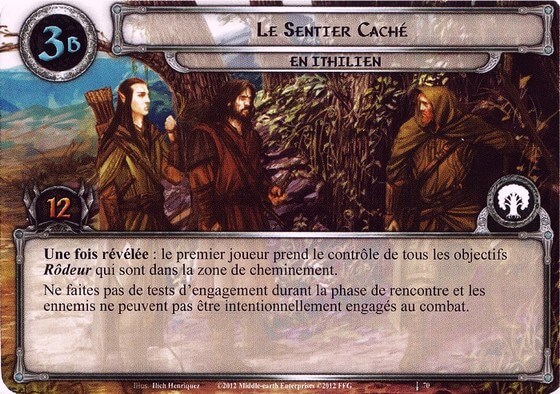 3B
LE SENTIER CACHÉ
EN ITHILIEN
12
Une fois révélée : le premier joueur prend le contrôle de tous les objectifs
Rôdeur qui sont dans la zone de cheminement.
Ne faites pas de tests d'engagement durant la phase de rencontre et les
ennemis ne peuvent pas être intentionnellement engagés au combat.
Illus. Ilich Henriquez ©2012 Middle-earth Enterprises ©2012 FFG 70